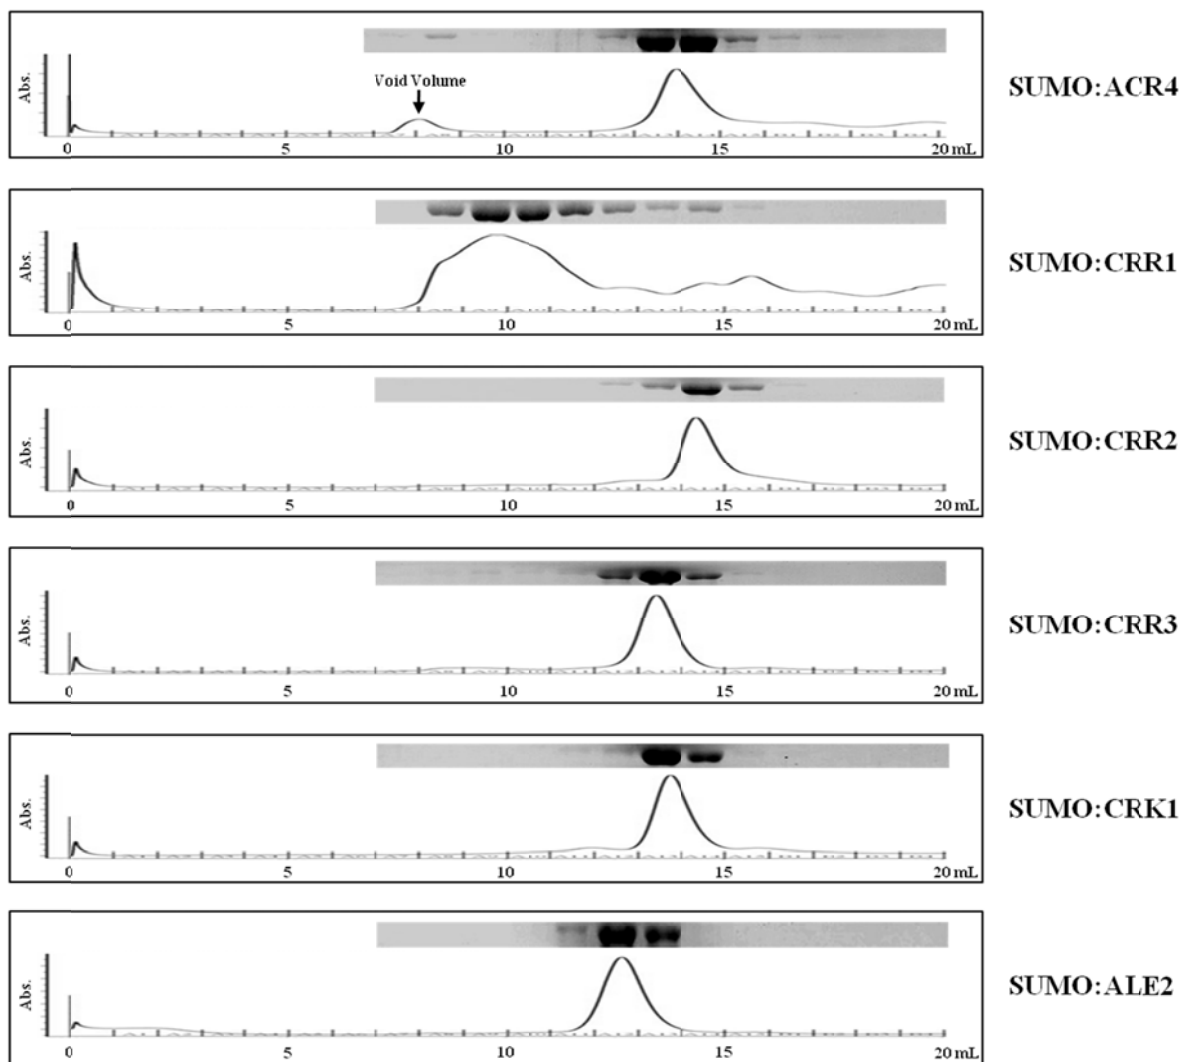 Void Volume
Abs.
SUMO:ACR4
0 5 10 15 20 mL
Abs.
SUMO:CRR1
0 5 10 15 20 mL
Abs.
SUMO:CRR2
0 5 10 15 20 mL
Abs.
SUMO:CRR3
0 5 10 15 20 mL
Abs.
SUMO:CRK1
0 5 10 15 20 mL
Abs.
SUMO:ALE2
0 5 10 15 20 mL